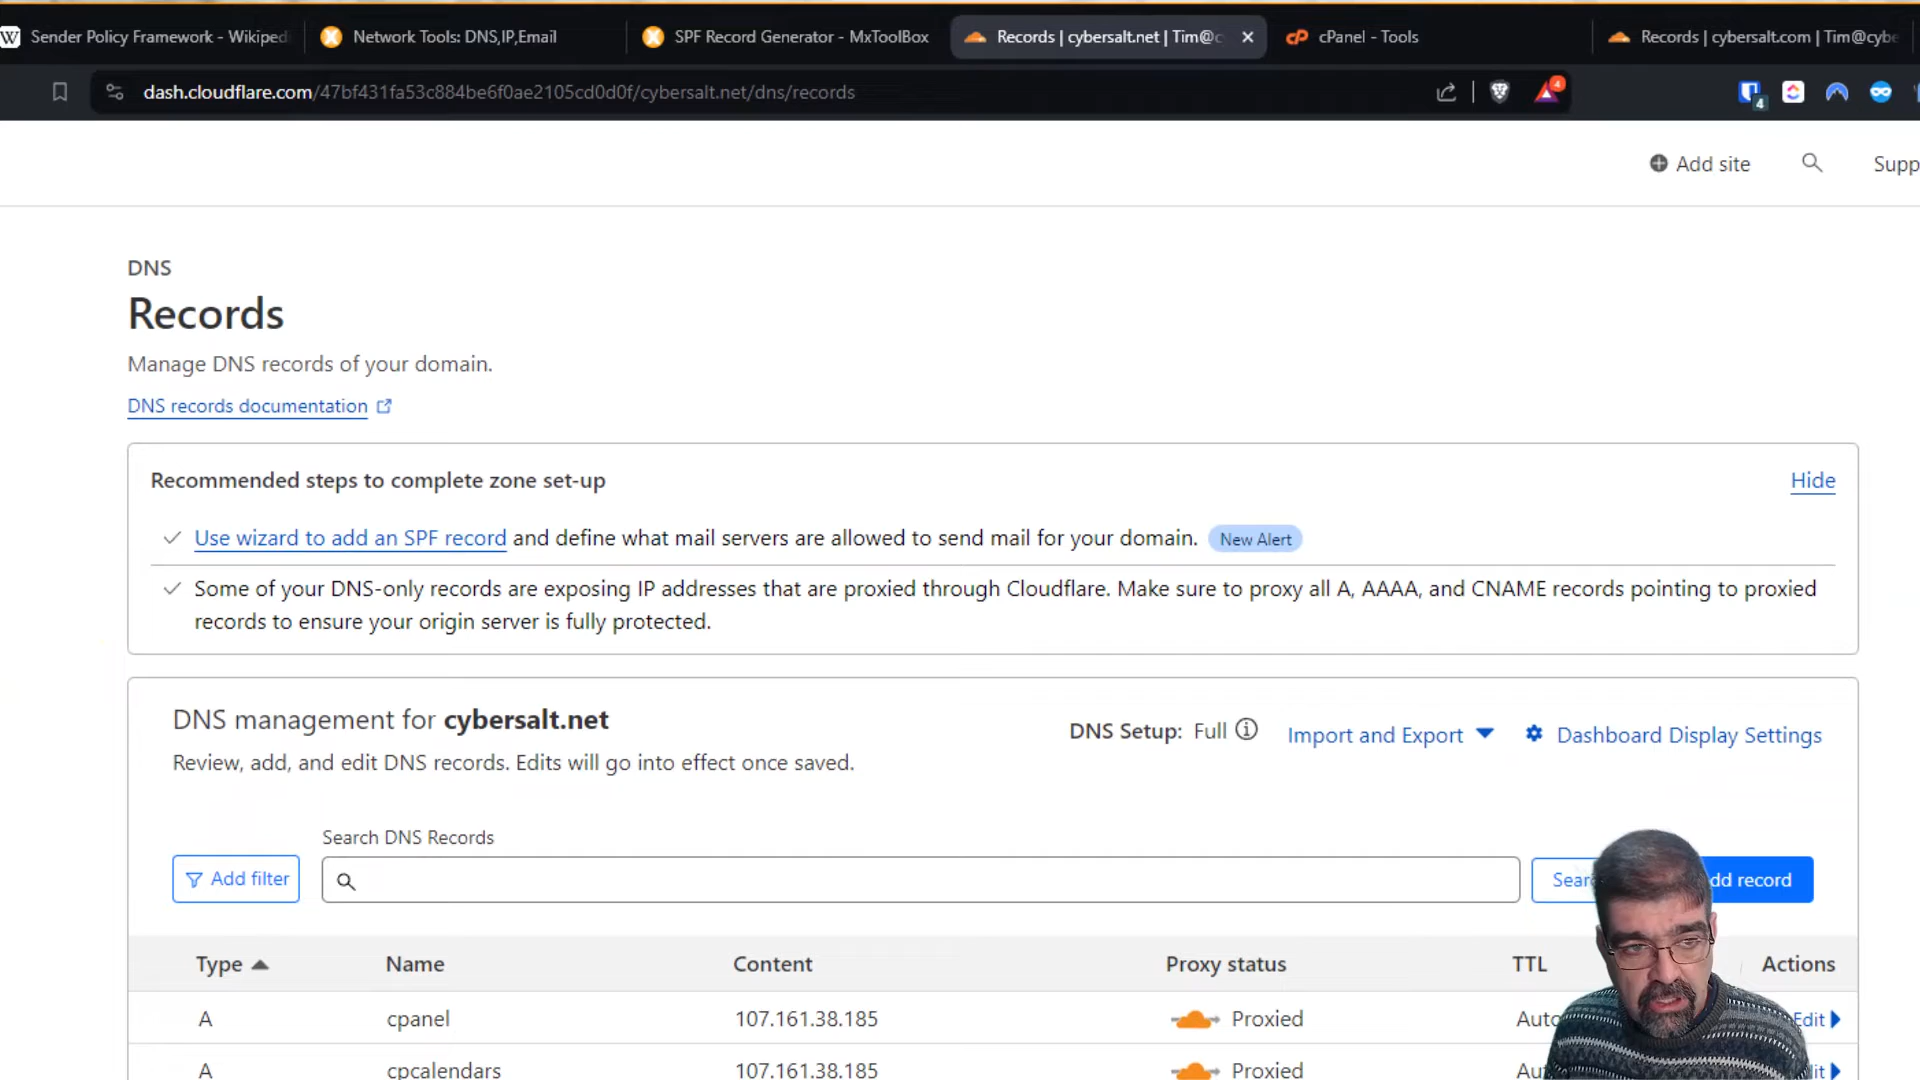 W Sender Policy Framework - Wikiped
Network Tools: DNS,IP,Email
SPF Record Generator - MxToolBox
Records | cybersalt.net | Tim@c
cP cPanel - Tools
Records | cybersalt.com | Tim@cybe
dash.cloudflare.com/47bf431fa53c884be6f0ae2105cd0d0f/cybersalt.net/dns/records
4
4
Add site
Supp
DNS
Records
Manage DNS records of your domain.
DNS records documentation
Recommended steps to complete zone set-up
Hide
Use wizard to add an SPF record and define what mail servers are allowed to send mail for your domain. New Alert
Some of your DNS-only records are exposing IP addresses that are proxied through Cloudflare. Make sure to proxy all A, AAAA, and CNAME records pointing to proxied
records to ensure your origin server is fully protected.
DNS management for cybersalt.net
DNS Setup: Full
Import and Export
Dashboard Display Settings
Review, add, and edit DNS records. Edits will go into effect once saved.
Search DNS Records
Add filter
Sear
dd record
Type Name Content Proxy status TTL Actions
A cpanel 107.161.38.185 Proxied Auto Edit
A cpcalendars 107.161.38.185 Proxied Au it